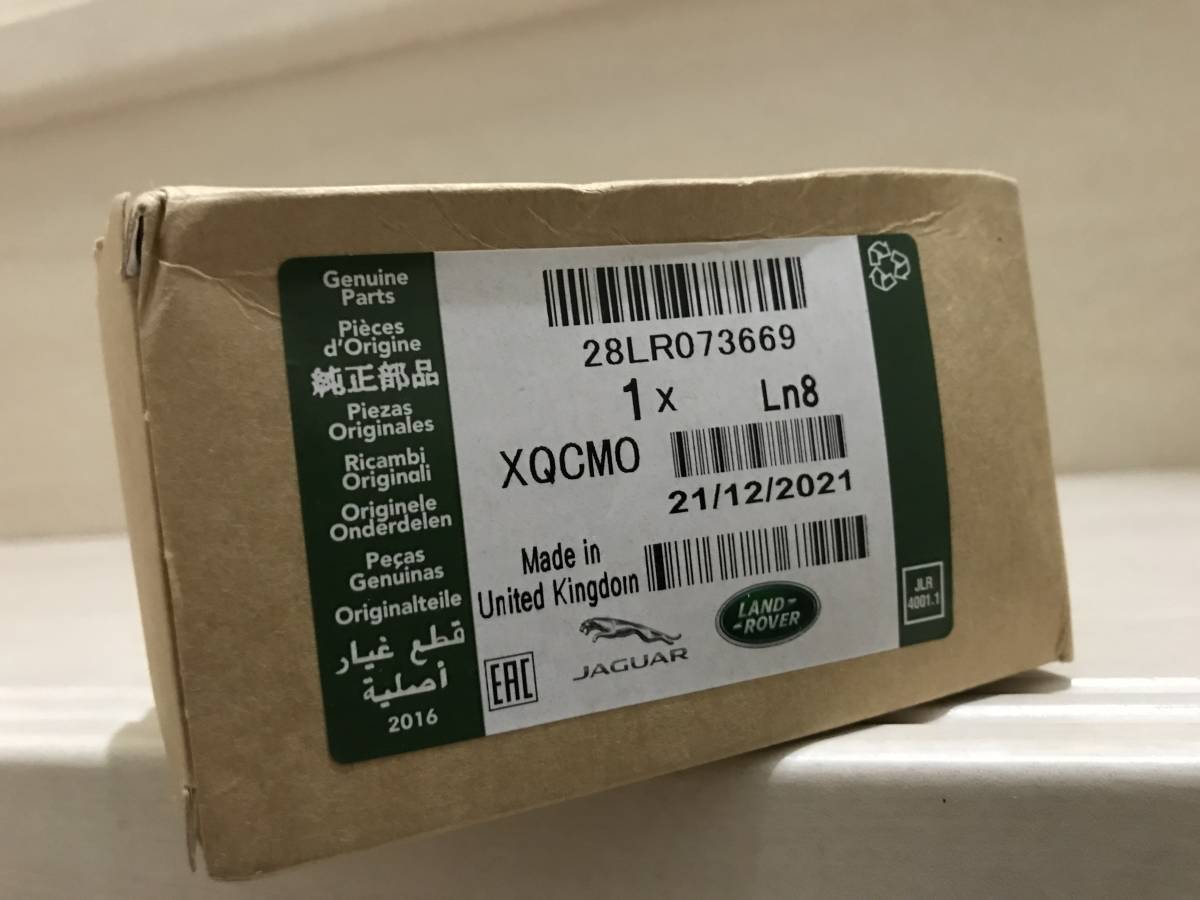 Genuine
Parts
Pièces
d'Origine
純正部品
Piezas
Originales
Ricambi
Originali
Originele
Onderdelen
Peças
Genuínas
Originalteile
قطع غيار
أصلية
2016
28LR073669
1 x Ln8
XQCMO
21/12/2021
Made in
United Kingdom
EAC
JAGUAR
LAND-
-ROVER
JLR
4001.1